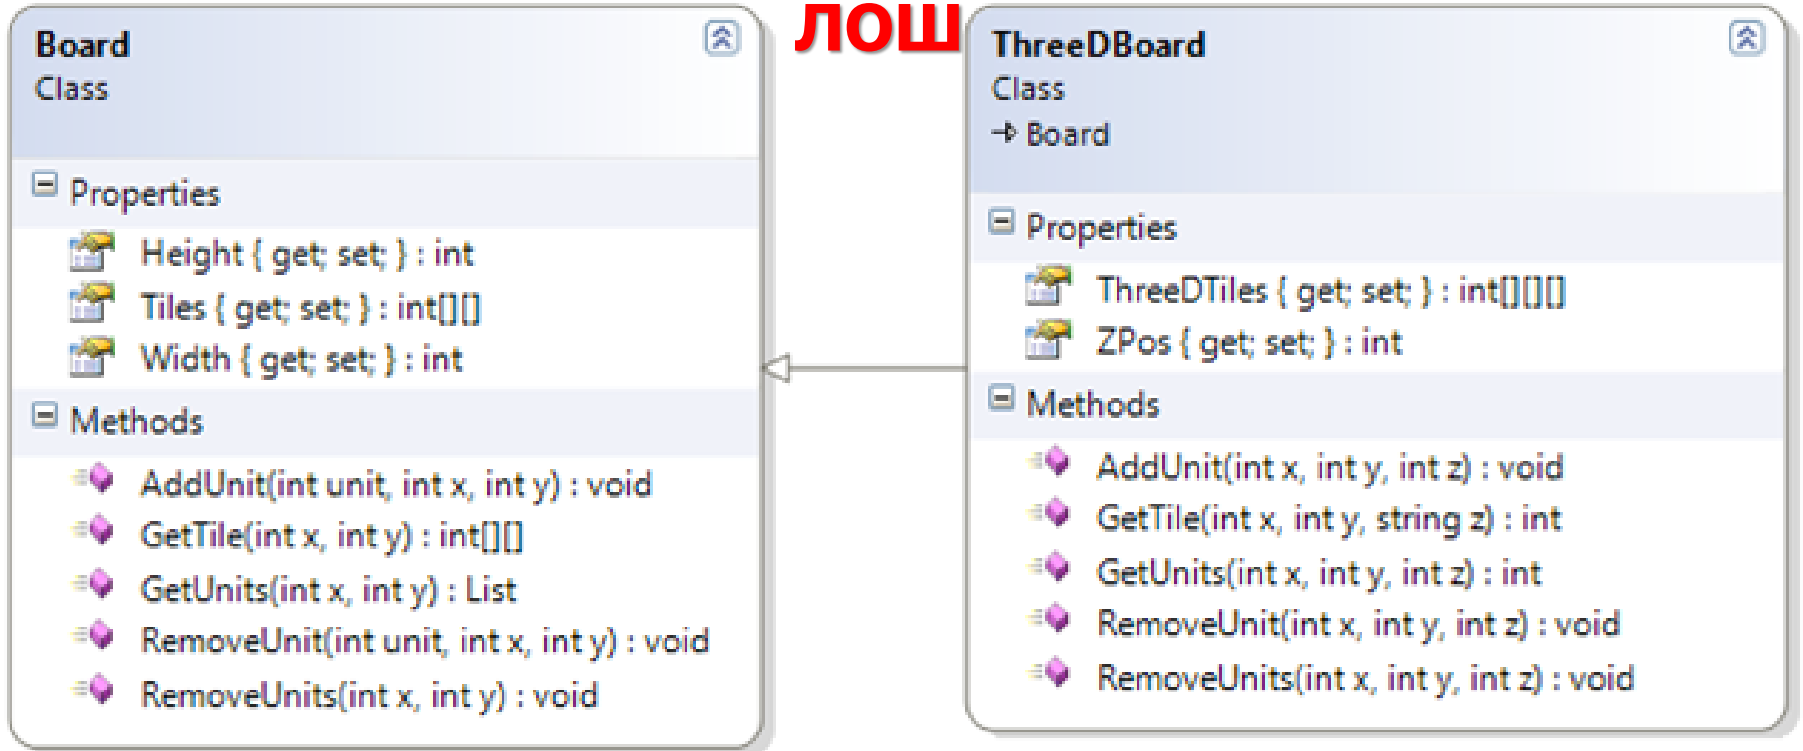 Board
Class
Properties
Height { get; set; } : int
Tiles { get; set; } : int[][]
Width { get; set; } : int
Methods
AddUnit(int unit, int x, int y) : void
GetTile(int x, int y) : int[][]
GetUnits(int x, int y) : List
RemoveUnit(int unit, int x, int y) : void
RemoveUnits(int x, int y) : void
лош
ThreeDBoard
Class
Board
Properties
ThreeDTiles { get; set; } : int[][][]
ZPos { get; set; } : int
Methods
AddUnit(int x, int y, int z) : void
GetTile(int x, int y, string z) : int
GetUnits(int x, int y, int z) : int
RemoveUnit(int x, int y, int z) : void
RemoveUnits(int x, int y, int z) : void